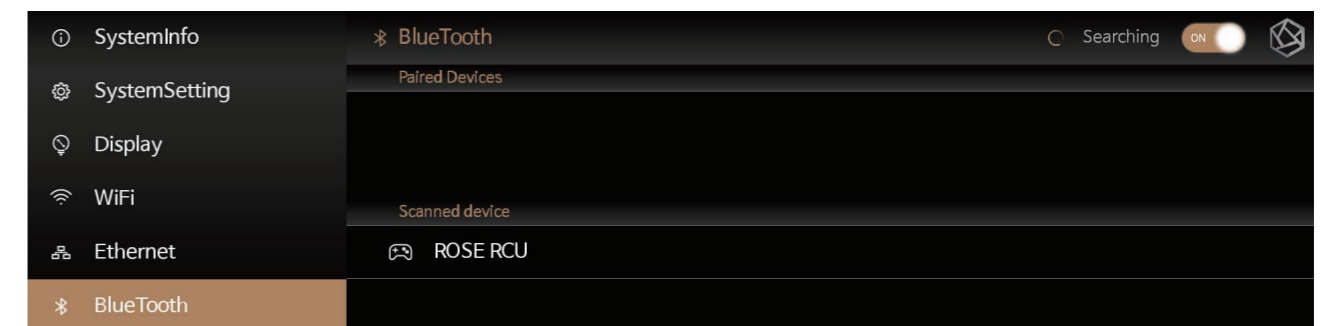 SystemInfo
SystemSetting
Display
WiFi
Ethernet
BlueTooth
BlueTooth
Searching
ON
Paired Devices
Scanned device
ROSE RCU